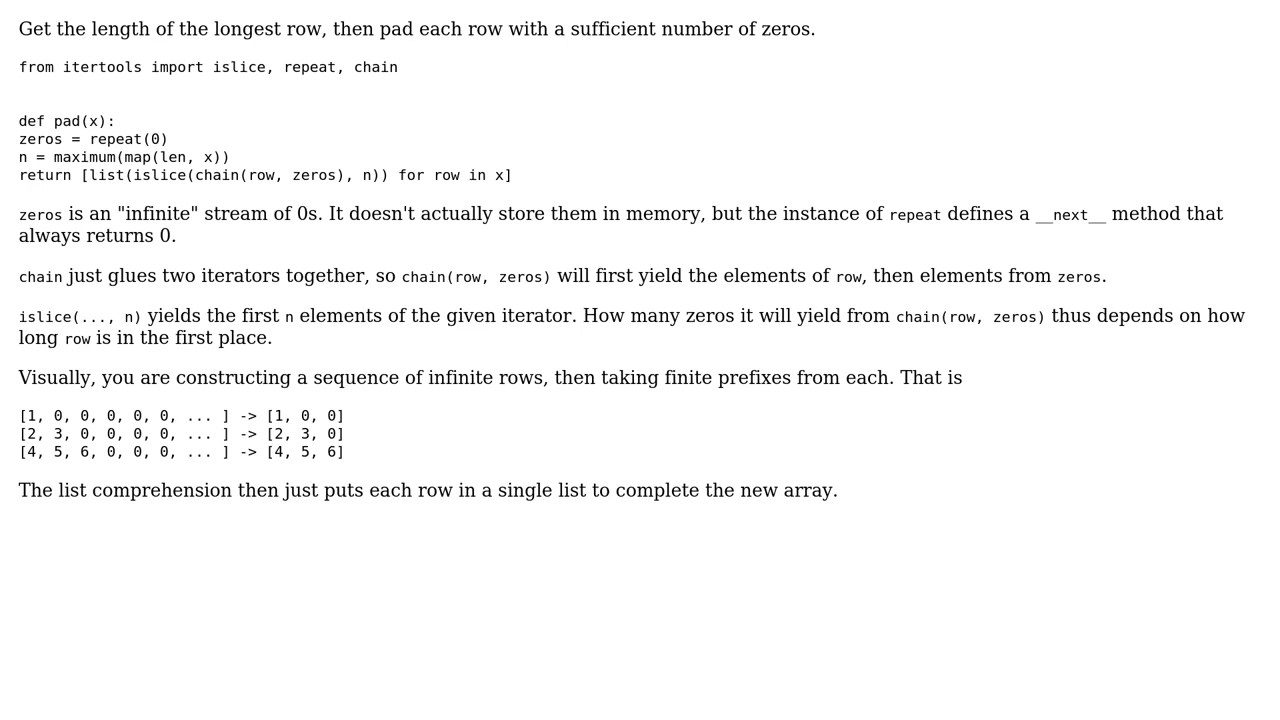 Get the length of the longest row, then pad each row with a sufficient number of zeros.
from itertools import islice, repeat, chain
def pad(x):
zeros = repeat(0)
n = maximum(map(len, x))
return [list(islice(chain(row, zeros), n)) for row in x]
zeros is an "infinite" stream of 0s. It doesn't actually store them in memory, but the instance of repeat defines a __next__ method that
always returns 0.
chain just glues two iterators together, so chain(row, zeros) will first yield the elements of row, then elements from zeros.
islice(..., n) yields the first n elements of the given iterator. How many zeros it will yield from chain(row, zeros) thus depends on how
long row is in the first place.
Visually, you are constructing a sequence of infinite rows, then taking finite prefixes from each. That is
[1, 0, 0, 0, 0, 0, ... ] -> [1, 0, 0]
[2, 3, 0, 0, 0, 0, ... ] -> [2, 3, 0]
[4, 5, 6, 0, 0, 0, ... ] -> [4, 5, 6]
The list comprehension then just puts each row in a single list to complete the new array.